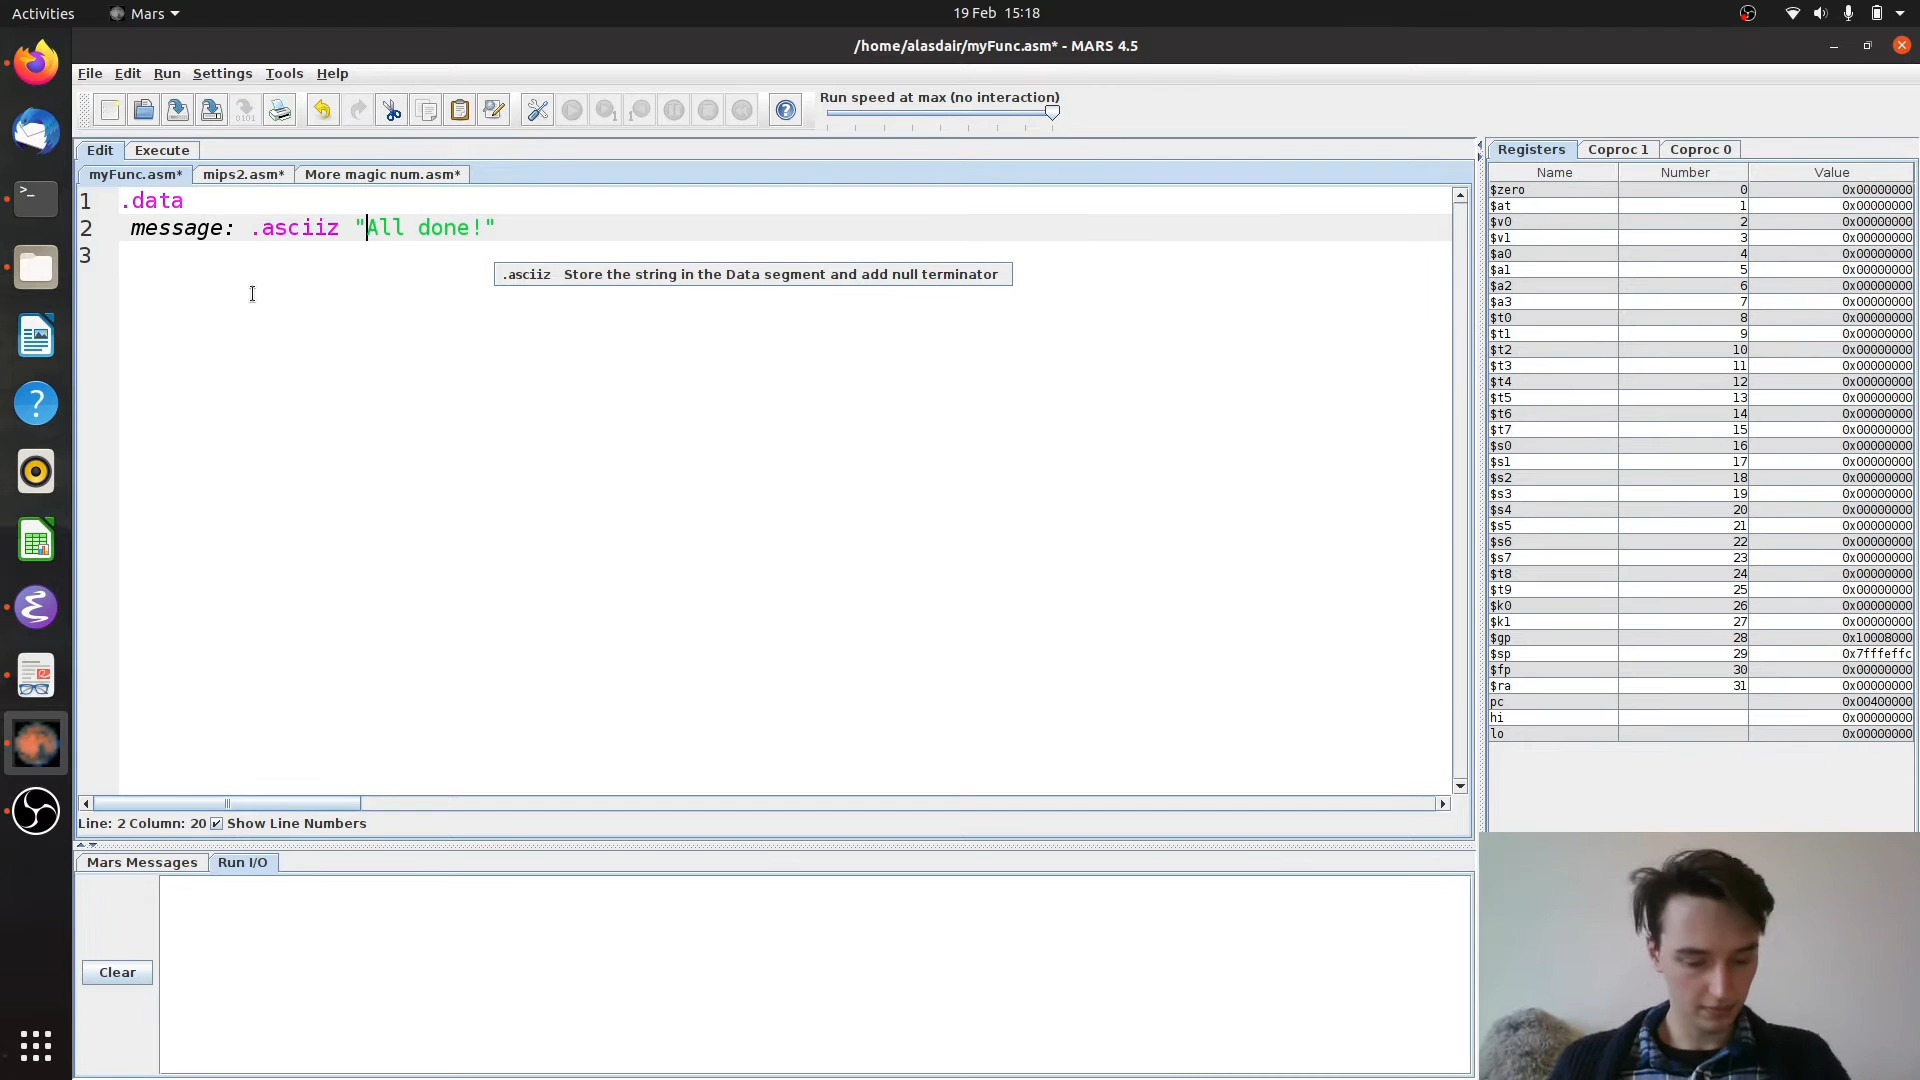 Activities Mars 19 Feb 15:18
/home/alasdair/myFunc.asm* - MARS 4.5
File Edit Run Settings Tools Help
Run speed at max (no interaction)
Edit Execute
myFunc.asm* mips2.asm* More magic num.asm*
1 .data
2 message: .asciiz "All done!"
3
.asciiz Store the string in the Data segment and add null terminator
Line: 2 Column: 20 Show Line Numbers
Mars Messages Run I/O
Clear
Registers Coproc 1 Coproc 0
Name Number Value
$zero 0 0x00000000
$at 1 0x00000000
$v0 2 0x00000000
$v1 3 0x00000000
$a0 4 0x00000000
$a1 5 0x00000000
$a2 6 0x00000000
$a3 7 0x00000000
$t0 8 0x00000000
$t1 9 0x00000000
$t2 10 0x00000000
$t3 11 0x00000000
$t4 12 0x00000000
$t5 13 0x00000000
$t6 14 0x00000000
$t7 15 0x00000000
$s0 16 0x00000000
$s1 17 0x00000000
$s2 18 0x00000000
$s3 19 0x00000000
$s4 20 0x00000000
$s5 21 0x00000000
$s6 22 0x00000000
$s7 23 0x00000000
$t8 24 0x00000000
$t9 25 0x00000000
$k0 26 0x00000000
$k1 27 0x00000000
$gp 28 0x10008000
$sp 29 0x7fffeffc
$fp 30 0x00000000
$ra 31 0x00000000
pc 0x00400000
hi 0x00000000
lo 0x00000000